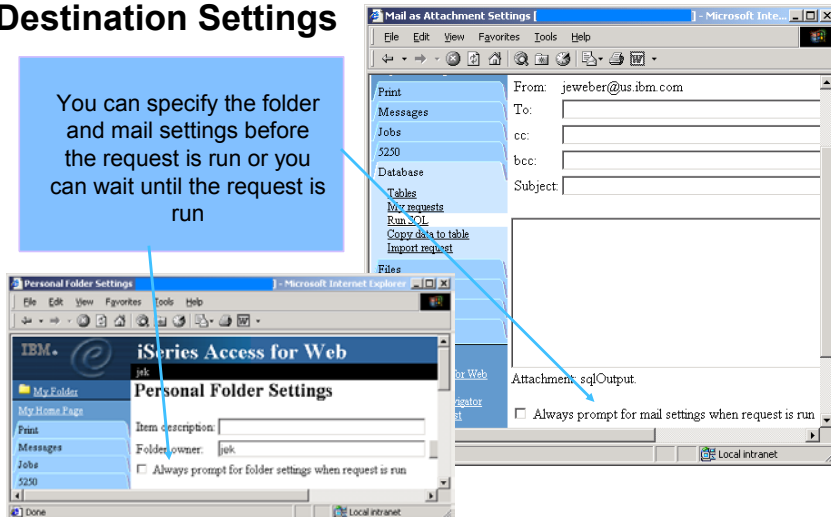 Destination Settings
You can specify the folder
and mail settings before
the request is run or you
can wait until the request is
run
Mail as Attachment Settings [ ] - Microsoft Inte...
File Edit View Favorites Tools Help
Print
Messages
Jobs
5250
Database
Tables
My requests
Run SQL
Copy data to table
Import request
Files
for Web
From: jeweber@us.ibm.com
To:
cc:
bcc:
Subject:
Attachment: sqlOutput.
Always prompt for mail settings when request is run
Local intranet
Personal Folder Settings ] - Microsoft Internet Explorer
File Edit View Favorites Tools Help
IBM.
iSeries Access for Web
jek
My Folder
My Home Page
Print
Messages
Jobs
5250
Personal Folder Settings
Item description:
Folder owner: jek
Always prompt for folder settings when request is run
Done
Local intranet